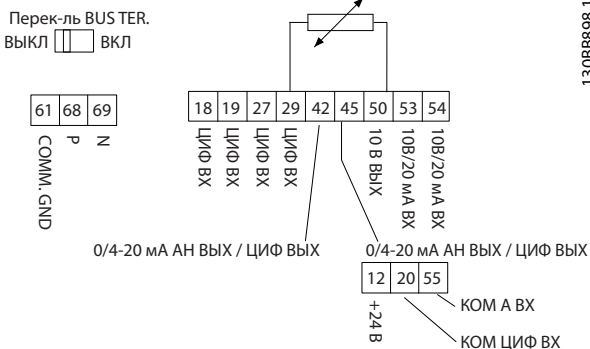 Перек-ль BUS TER.
ВЫКЛ ВКЛ
61 68 69
COMM. GND
P
N
18 19 27 29 42 45 50 53 54
ЦИФ ВХ
ЦИФ ВХ
ЦИФ ВХ
ЦИФ ВХ
10 В ВЫХ
10В/20 мА ВХ
10В/20 мА ВХ
0/4-20 мА АН ВЫХ / ЦИФ ВЫХ
0/4-20 мА АН ВЫХ / ЦИФ ВЫХ
12 20 55
+24 В
КОМ А ВХ
КОМ ЦИФ ВХ